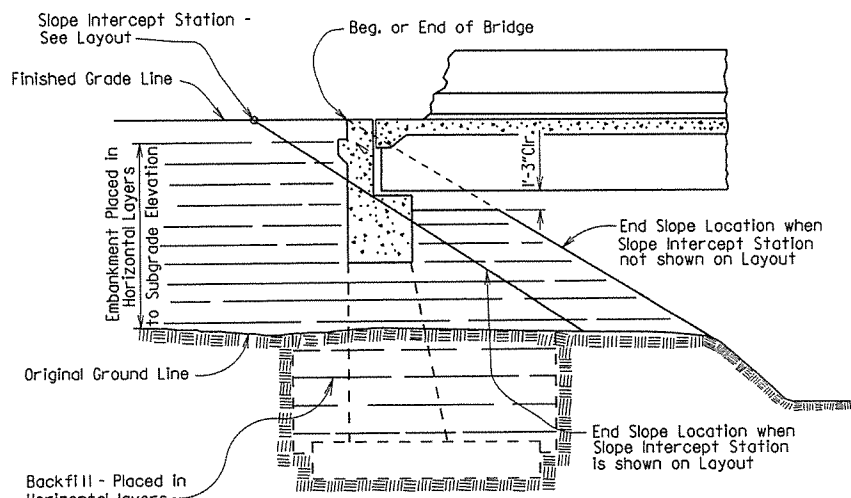 Slope Intercept Station -
See Layout
Beg. or End of Bridge
Finished Grade Line
Embankment Placed in
Horizontal Layers
to Subgrade Elevation
1'-3"Clr.
End Slope Location when
Slope Intercept Station
not shown on Layout
Original Ground Line
End Slope Location when
Slope Intercept Station
is shown on Layout
Backfill - Placed in
Horizontal layers